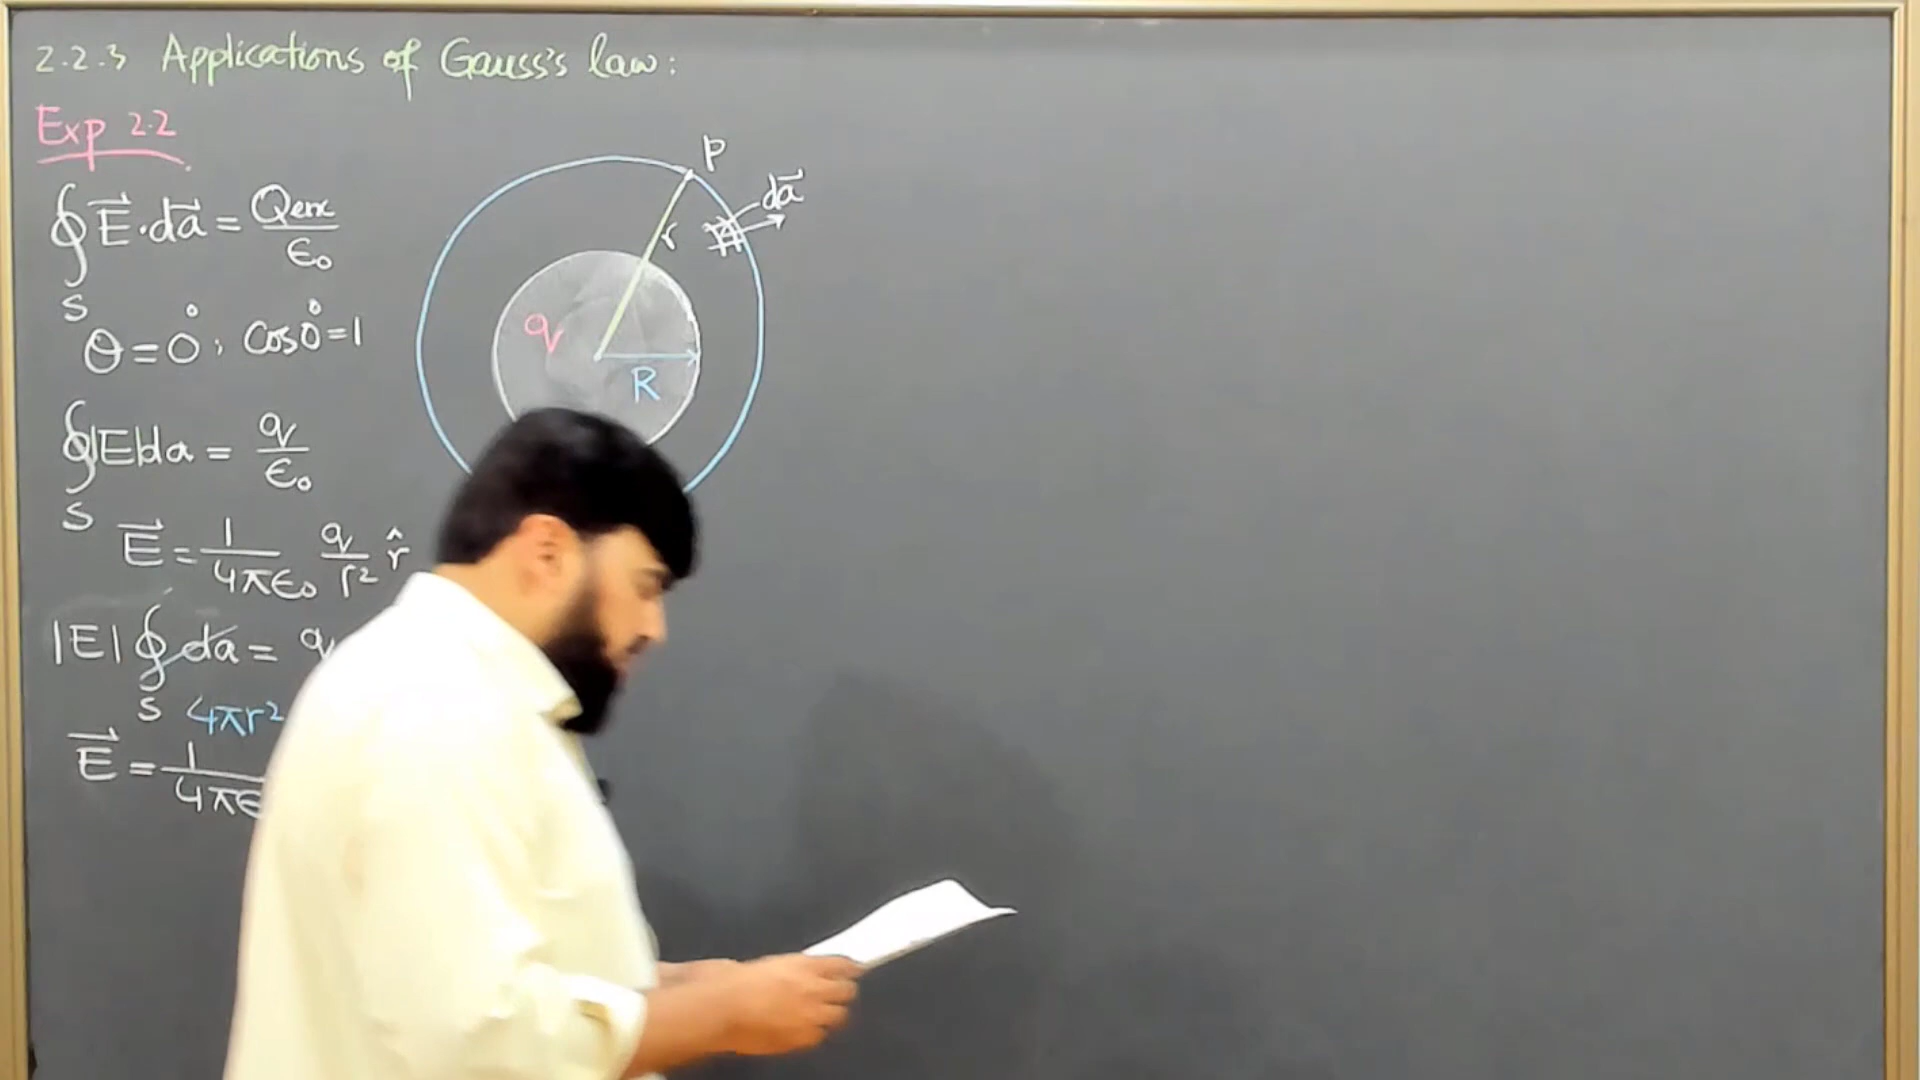 2.2.3 Applications of Gauss's law:
Exp 2.2
∮ E⃗·da⃗ = Qenc/ϵ₀
S
θ = 0°, Cos0° = 1
∮ |E|da = q/ϵ₀
S
E⃗ = 1/4πϵ₀ q/r² r̂
|E| ∮ da = q
S 4πr²
E⃗ = 1/4πϵ
P
da⃗
r
q
R